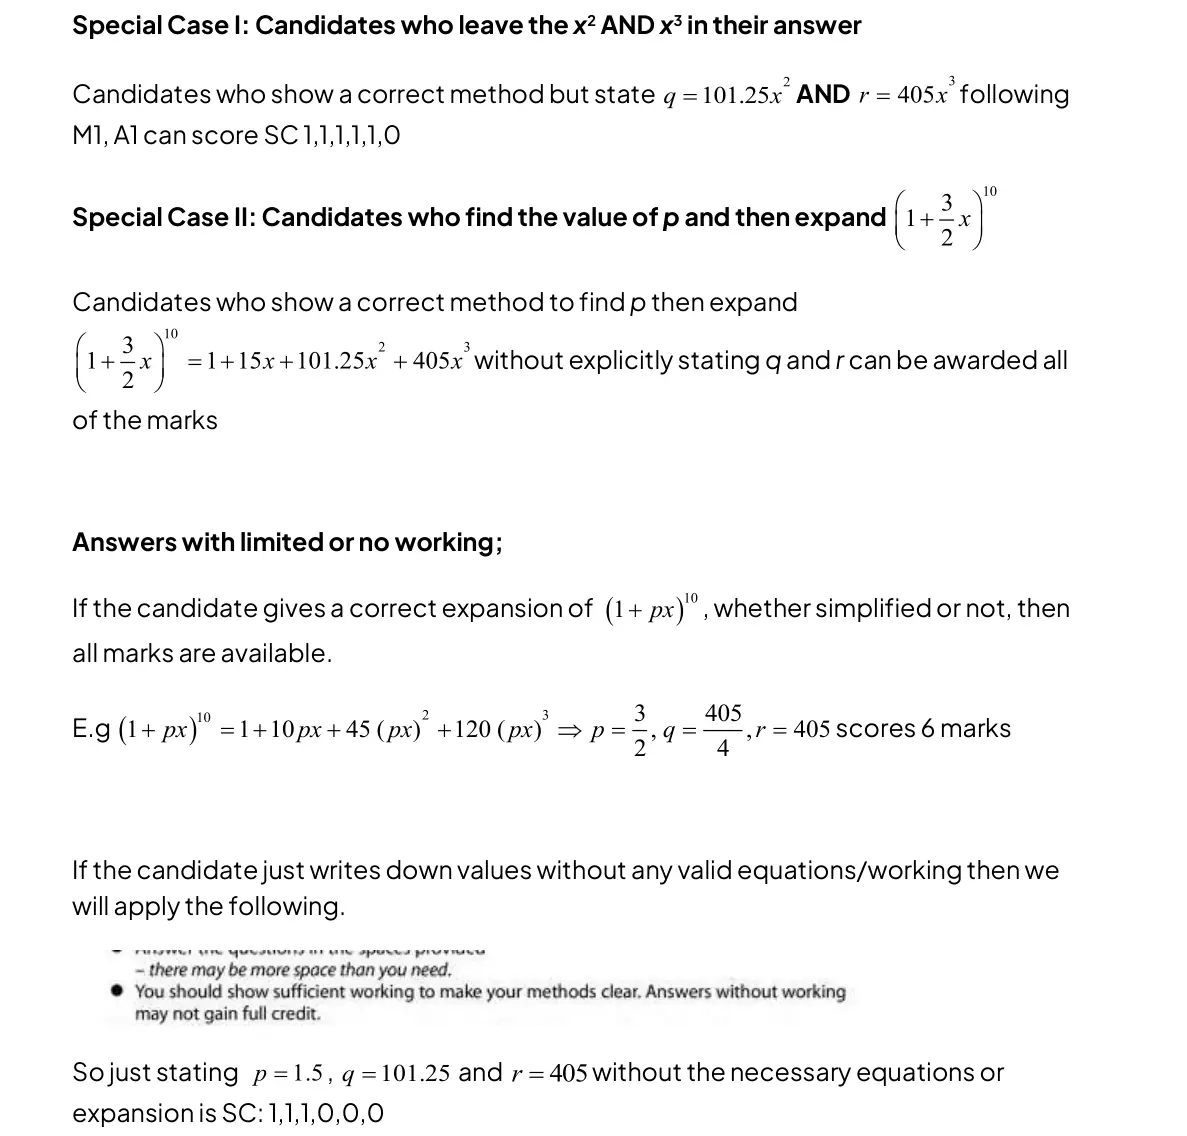 Special Case I: Candidates who leave the x² AND x³ in their answer
Candidates who show a correct method but state q = 101.25x² AND r = 405x³ following
M1, A1 can score SC 1,1,1,1,1,0
Special Case II: Candidates who find the value of p and then expand (1 + 3/2 x)¹⁰
Candidates who show a correct method to find p then expand
(1 + 3/2 x)¹⁰ = 1 + 15x + 101.25x² + 405x³ without explicitly stating q and r can be awarded all
of the marks
Answers with limited or no working;
If the candidate gives a correct expansion of (1 + px)¹⁰, whether simplified or not, then
all marks are available.
E.g (1 + px)¹⁰ = 1 + 10px + 45 (px)² + 120 (px)³ ⇒ p = 3/2, q = 405/4, r = 405 scores 6 marks
If the candidate just writes down values without any valid equations/working then we
will apply the following.
Answer the questions in the spaces provided
– there may be more space than you need.
● You should show sufficient working to make your methods clear. Answers without working
may not gain full credit.
So just stating p = 1.5, q = 101.25 and r = 405 without the necessary equations or
expansion is SC: 1,1,1,0,0,0